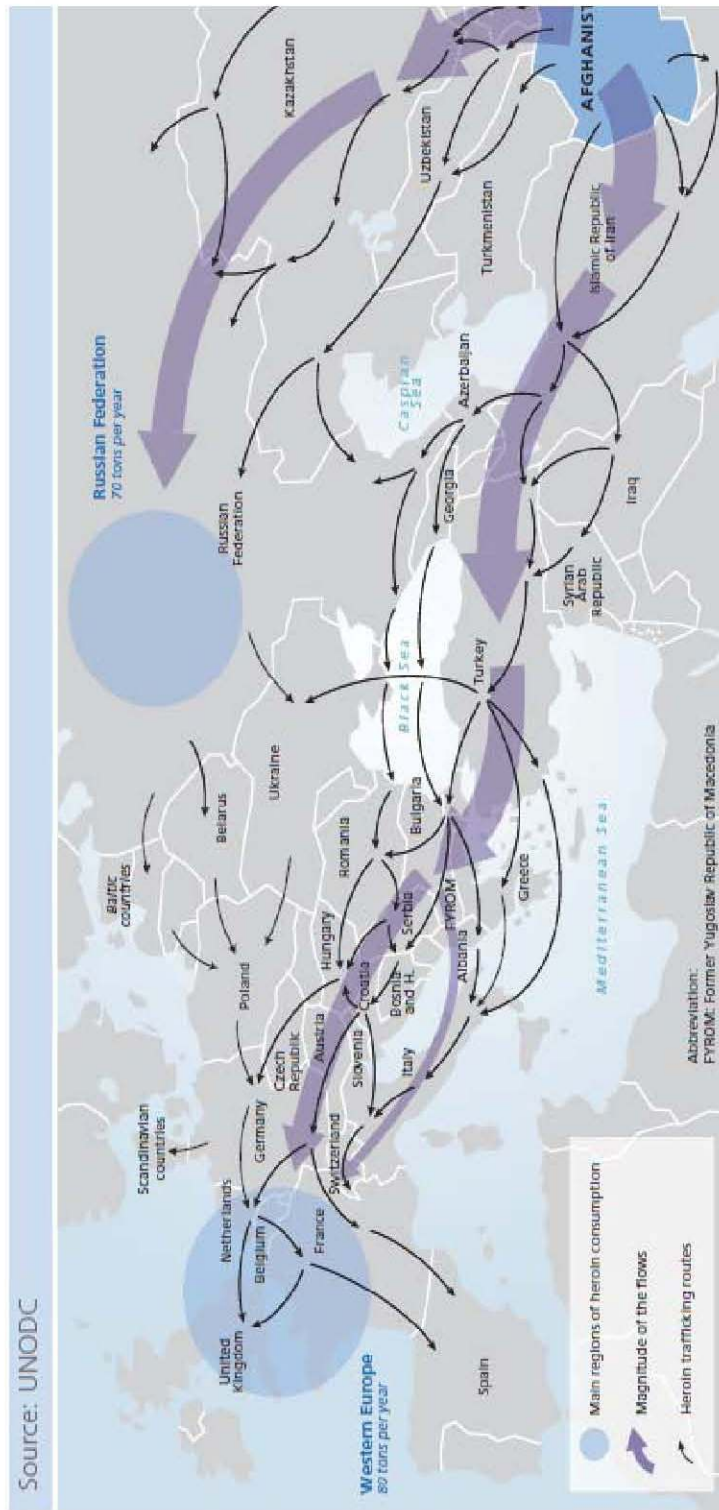 Source: UNODC
Western Europe
80 tons per year
Russian Federation
70 tons per year
Scandinavian
countries
Baltic
countries
Kazakhstan
United
Kingdom
Netherlands
Belgium
Germany
Poland
Belarus
Ukraine
Russian
Federation
France
Czech
Republic
Austria
Hungary
Romania
Switzerland
Slovenia
Croatia
Bosnia
and H.
Serbia
Bulgaria
Black Sea
Georgia
Caspian
Sea
Azerbaijan
Uzbekistan
Turkmenistan
Spain
Italy
Albania
FYROM
Greece
Turkey
Mediterranean Sea
Syrian
Arab
Republic
Iraq
Islamic Republic
of Iran
AFGHANIST
Main regions of heroin consumption
Magnitude of the flows
Heroin trafficking routes
Abbreviation:
FYROM: Former Yugoslav Republic of Macedonia